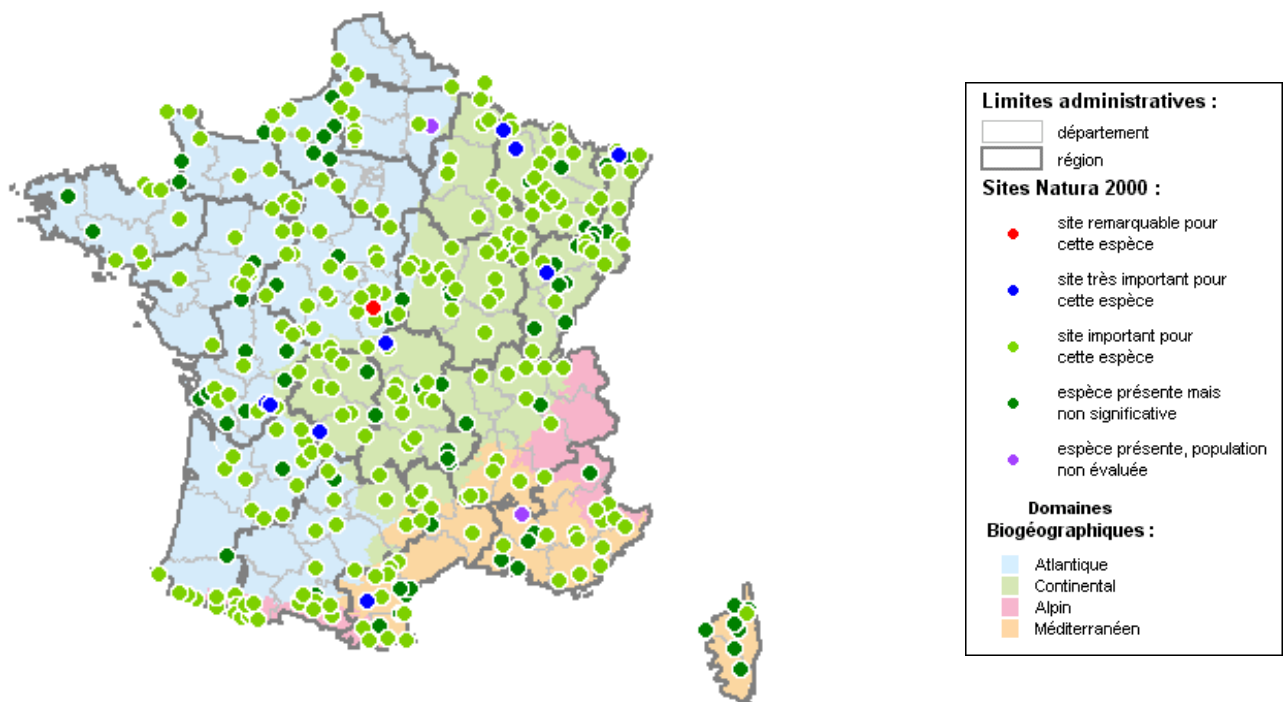 Limites administratives :
département
région
Sites Natura 2000 :
site remarquable pour
cette espèce
site très important pour
cette espèce
site important pour
cette espèce
espèce présente mais
non significative
espèce présente, population
non évaluée
Domaines
Biogéographiques :
Atlantique
Continental
Alpin
Méditerranéen